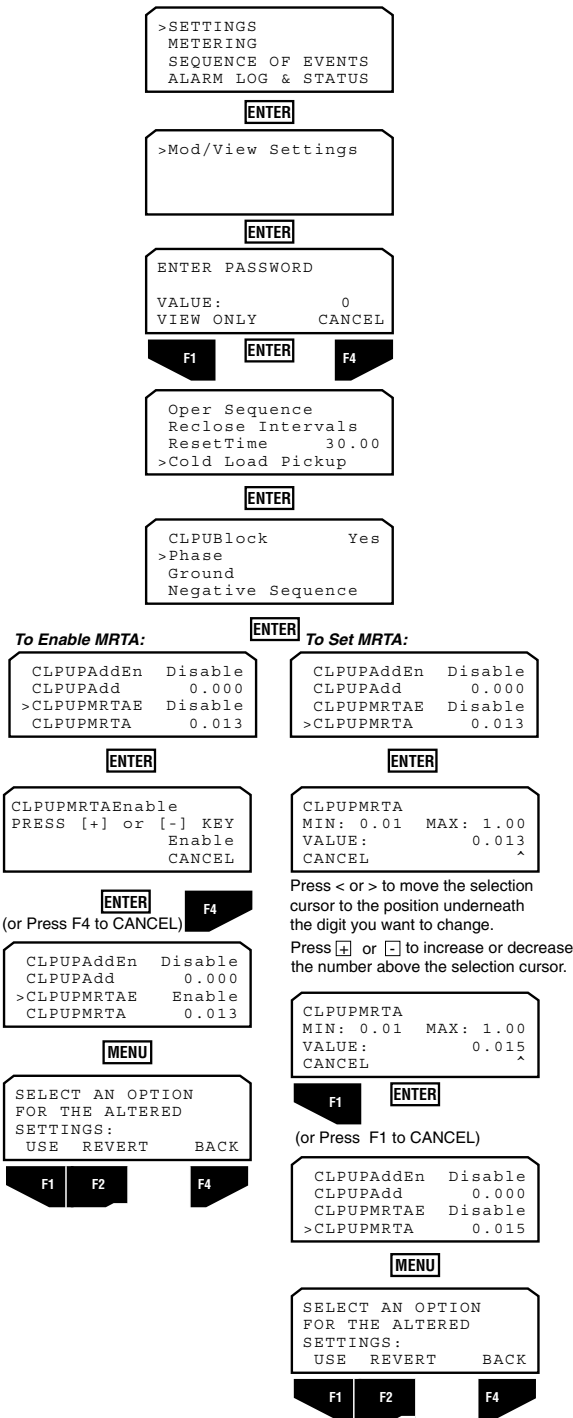 >SETTINGS
METERING
SEQUENCE OF EVENTS
ALARM LOG & STATUS
ENTER
>Mod/View Settings
ENTER
ENTER PASSWORD
VALUE: 0
VIEW ONLY CANCEL
F1 ENTER F4
Oper Sequence
Reclose Intervals
ResetTime 30.00
>Cold Load Pickup
ENTER
CLPUBlock Yes
>Phase
Ground
Negative Sequence
ENTER
To Enable MRTA:
CLPUPAddEn Disable
CLPUPAdd 0.000
>CLPUPMRTAE Disable
CLPUPMRTA 0.013
ENTER
CLPUPMRTAEnable
PRESS [+] or [-] KEY
Enable
CANCEL
ENTER F4
(or Press F4 to CANCEL)
CLPUPAddEn Disable
CLPUPAdd 0.000
>CLPUPMRTAE Enable
CLPUPMRTA 0.013
MENU
SELECT AN OPTION
FOR THE ALTERED
SETTINGS:
USE REVERT BACK
F1 F2 F4
To Set MRTA:
CLPUPAddEn Disable
CLPUPAdd 0.000
CLPUPMRTAE Disable
>CLPUPMRTA 0.013
ENTER
CLPUPMRTA
MIN: 0.01 MAX: 1.00
VALUE: 0.013
CANCEL ^
Press < or > to move the selection
cursor to the position underneath
the digit you want to change.
Press + or - to increase or decrease
the number above the selection cursor.
CLPUPMRTA
MIN: 0.01 MAX: 1.00
VALUE: 0.015
CANCEL ^
F1 ENTER
(or Press F1 to CANCEL)
CLPUPAddEn Disable
CLPUPAdd 0.000
CLPUPMRTAE Disable
>CLPUPMRTA 0.015
MENU
SELECT AN OPTION
FOR THE ALTERED
SETTINGS:
USE REVERT BACK
F1 F2 F4